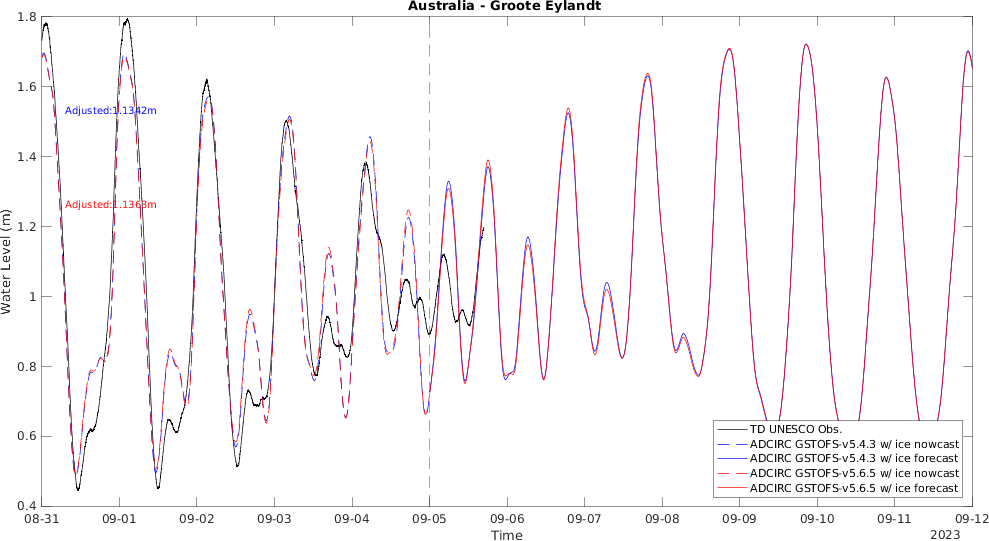 Australia - Groote Eylandt
1.8
1.6
1.4
1.2
1
0.8
0.6
0.4
Water Level (m)
Adjusted:1.1342m
Adjusted:1.1363m
TD UNESCO Obs.
ADCIRC GSTOFS-v5.4.3 w/ ice nowcast
ADCIRC GSTOFS-v5.4.3 w/ ice forecast
ADCIRC GSTOFS-v5.6.5 w/ ice nowcast
ADCIRC GSTOFS-v5.6.5 w/ ice forecast
08-31 09-01 09-02 09-03 09-04 09-05 09-06 09-07 09-08 09-09 09-10 09-11 09-12
Time
2023